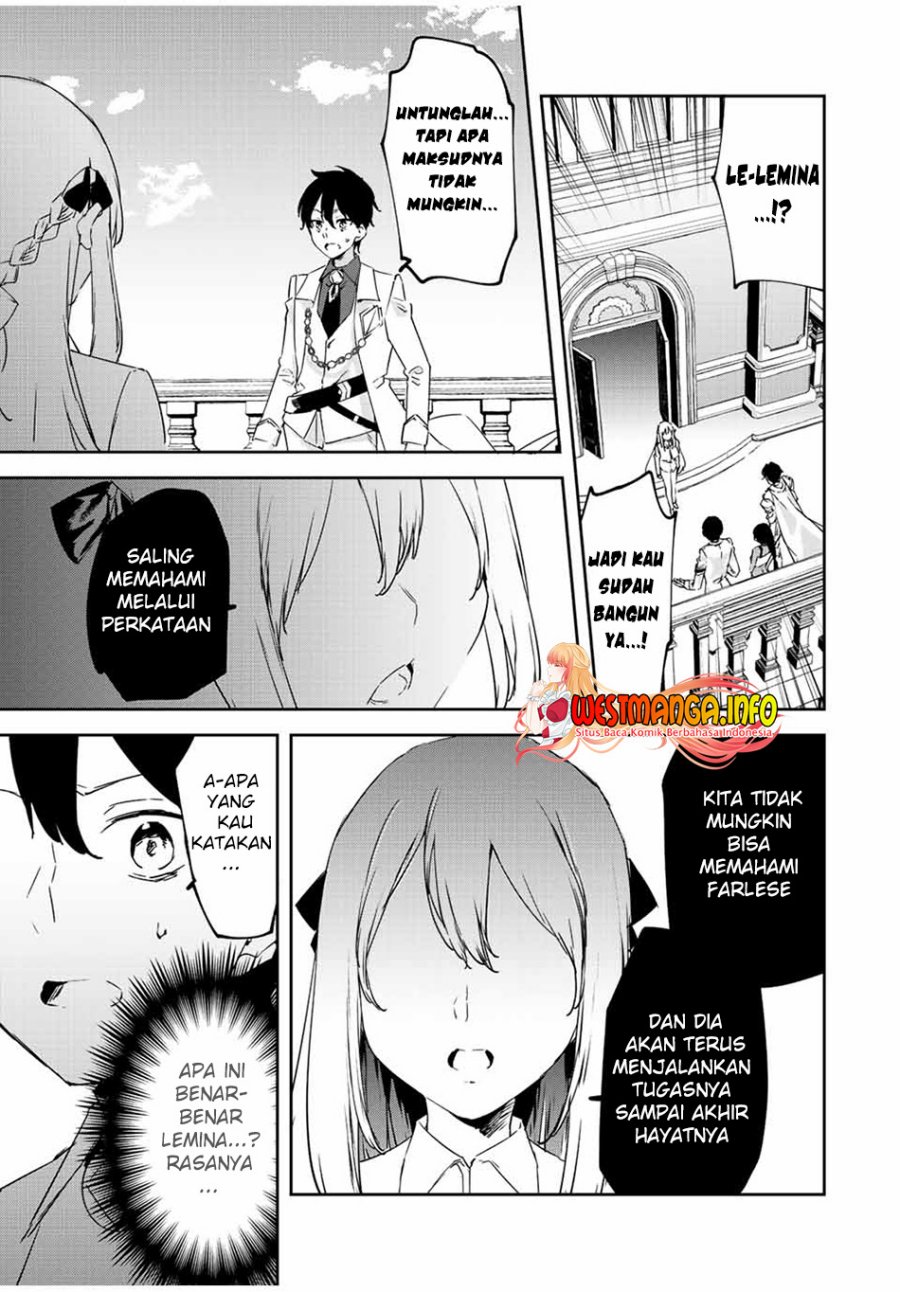 LE-LEMINA
...!?
JADI KAU
SUDAH
BANGUN
YA...!
UNTUNGLAH...
TAPI APA
MAKSUDNYA
TIDAK
MUNGKIN...
SALING
MEMAHAMI
MELALUI
PERKATAAN
WESTMANGA.INFO
Situs Baca Komik Berbahasa Indonesia
KITA TIDAK
MUNGKIN
BISA
MEMAHAMI
FARLESE
DAN DIA
AKAN TERUS
MENJALANKAN
TUGASNYA
SAMPAI AKHIR
HAYATNYA
A-APA
YANG
KAU
KATAKAN
...
APA INI
BENAR-
BENAR
LEMINA...?
RASANYA
...